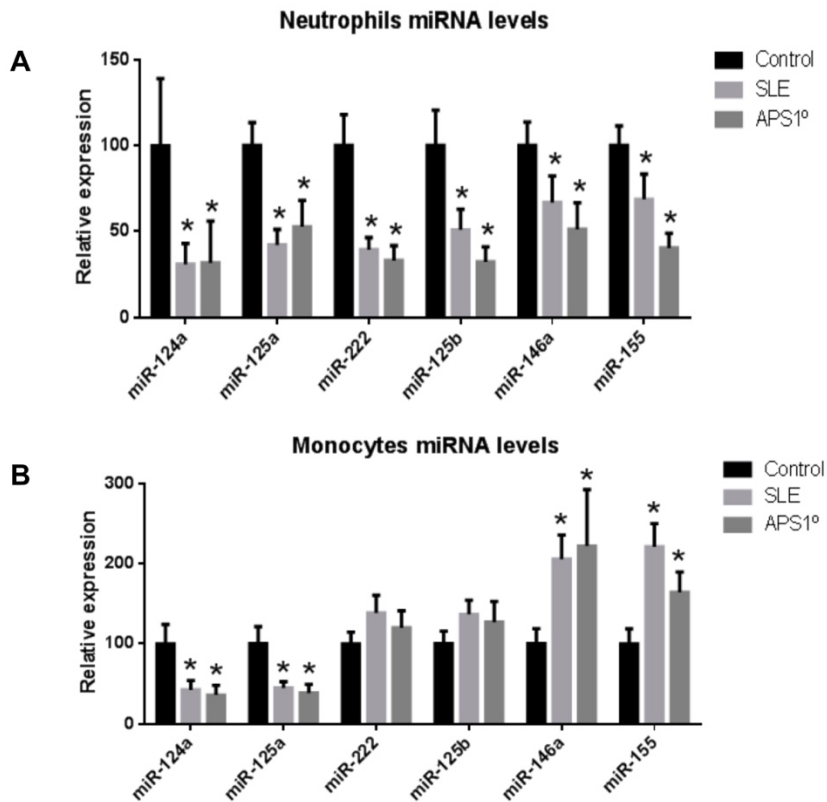 Neutrophils miRNA levels
A
Control
SLE
APS1º
Relative expression
150
100
50
0
* * * * * * * * * * * *
miR-124a
miR-125a
miR-222
miR-125b
miR-146a
miR-155
Monocytes miRNA levels
B
Control
SLE
APS1º
Relative expression
300
200
100
0
* * * * * * * *
miR-124a
miR-125a
miR-222
miR-125b
miR-146a
miR-155